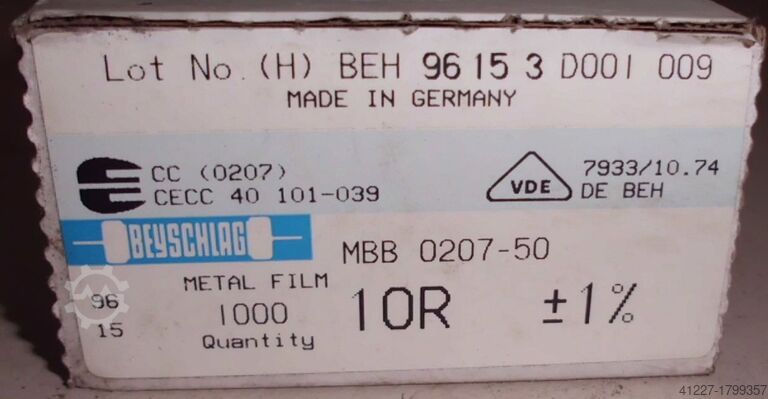 Lot No. (H) BEH 96 15 3 D001 009
MADE IN GERMANY
CC (0207)
CECC 40 101-039
VDE
7933/10.74
DE BEH
BEYSCHLAG
MBB 0207-50
METAL FILM
96
15
1000
Quantity
10R ±1%
41227-1799357